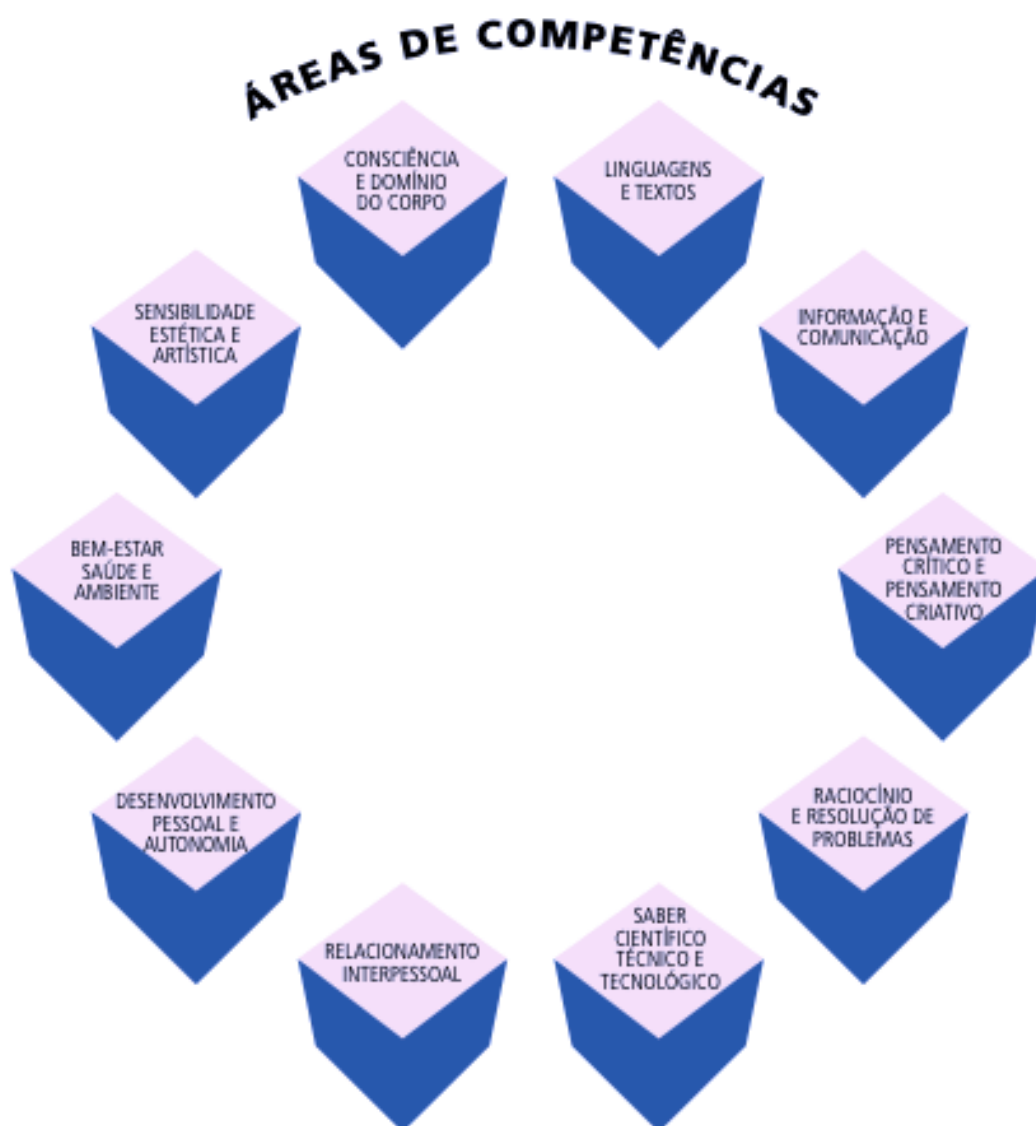 ÁREAS DE COMPETÊNCIAS
CONSCIÊNCIA
E DOMÍNIO
DO CORPO
LINGUAGENS
E TEXTOS
SENSIBILIDADE
ESTÉTICA E
ARTÍSTICA
INFORMAÇÃO E
COMUNICAÇÃO
BEM-ESTAR
SAÚDE E
AMBIENTE
PENSAMENTO
CRÍTICO E
PENSAMENTO
CRIATIVO
DESENVOLVIMENTO
PESSOAL E
AUTONOMIA
RACIOCÍNIO
E RESOLUÇÃO DE
PROBLEMAS
RELACIONAMENTO
INTERPESSOAL
SABER
CIENTÍFICO
TÉCNICO E
TECNOLÓGICO